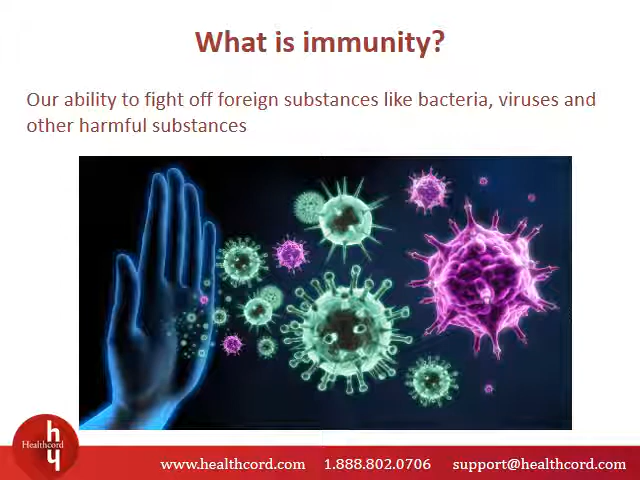 What is immunity?
Our ability to fight off foreign substances like bacteria, viruses and
other harmful substances
h
Healthcord
y
www.healthcord.com 1.888.802.0706 support@healthcord.com